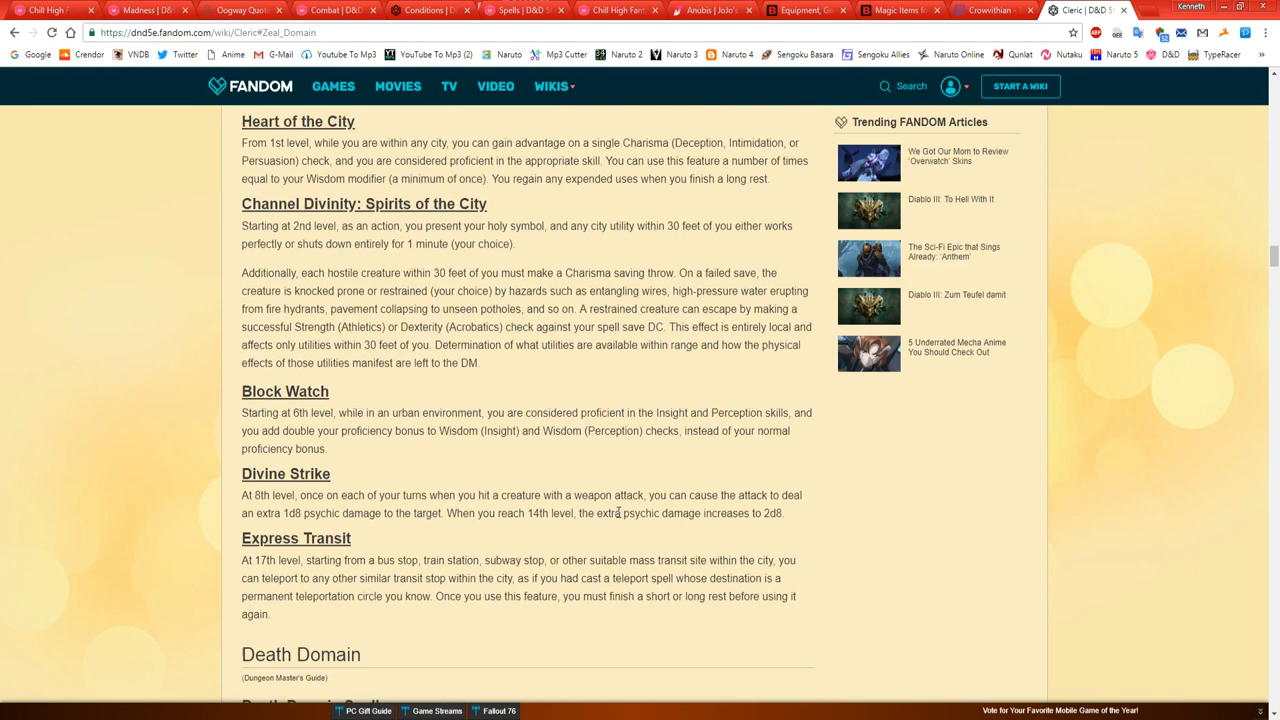 Chill High F
Madness | D&D
Oogway Quot
Combat | D&D
Conditions | D
Spells | D&D 5
Chill High Fan
Anubis | JoJo's
Equipment, Ge
Magic Items fo
Crowvithian -
Cleric | D&D 5
Kenneth
https://dnd5e.fandom.com/wiki/Cleric#Zeal_Domain
Google Crendor VNDB Twitter Anime G-Mail YouTube To Mp3 YouTube To Mp3 (2) Naruto Mp3 Cutter Naruto 2 Naruto 3 Naruto 4 Sengoku Basara Sengoku Allies Naruto Online Qunlat Nutaku Naruto 5 D&D TypeRacer
FANDOM GAMES MOVIES TV VIDEO WIKIS Search START A WIKI
Heart of the City
From 1st level, while you are within any city, you can gain advantage on a single Charisma (Deception, Intimidation, or
Persuasion) check, and you are considered proficient in the appropriate skill. You can use this feature a number of times
equal to your Wisdom modifier (a minimum of once). You regain any expended uses when you finish a long rest.
Channel Divinity: Spirits of the City
Starting at 2nd level, as an action, you present your holy symbol, and any city utility within 30 feet of you either works
perfectly or shuts down entirely for 1 minute (your choice).
Additionally, each hostile creature within 30 feet of you must make a Charisma saving throw. On a failed save, the
creature is knocked prone or restrained (your choice) by hazards such as entangling wires, high-pressure water erupting
from fire hydrants, pavement collapsing to unseen potholes, and so on. A restrained creature can escape by making a
successful Strength (Athletics) or Dexterity (Acrobatics) check against your spell save DC. This effect is entirely local and
affects only utilities within 30 feet of you. Determination of what utilities are available within range and how the physical
effects of those utilities manifest are left to the DM.
Block Watch
Starting at 6th level, while in an urban environment, you are considered proficient in the Insight and Perception skills, and
you add double your proficiency bonus to Wisdom (Insight) and Wisdom (Perception) checks, instead of your normal
proficiency bonus.
Divine Strike
At 8th level, once on each of your turns when you hit a creature with a weapon attack, you can cause the attack to deal
an extra 1d8 psychic damage to the target. When you reach 14th level, the extra psychic damage increases to 2d8.
Express Transit
At 17th level, starting from a bus stop, train station, subway stop, or other suitable mass transit site within the city, you
can teleport to any other similar transit stop within the city, as if you had cast a teleport spell whose destination is a
permanent teleportation circle you know. Once you use this feature, you must finish a short or long rest before using it
again.
Death Domain
(Dungeon Master's Guide)
Death Domain Spells
Trending FANDOM Articles
We Got Our Mom to Review
'Overwatch' Skins
Diablo III: To Hell With It
The Sci-Fi Epic that Sings
Already: 'Anthem'
Diablo III: Zum Teufel damit
5 Underrated Mecha Anime
You Should Check Out
PC Gift Guide Game Streams Fallout 76 Vote for Your Favorite Mobile Game of the Year!